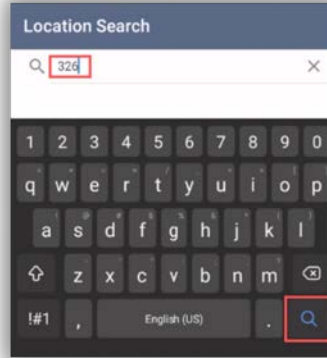 Location Search
326
1 2 3 4 5 6 7 8 9 0
q w e r t y u i o p
a s d f g h j k l
z x c v b n m
!#1 , English (US) .